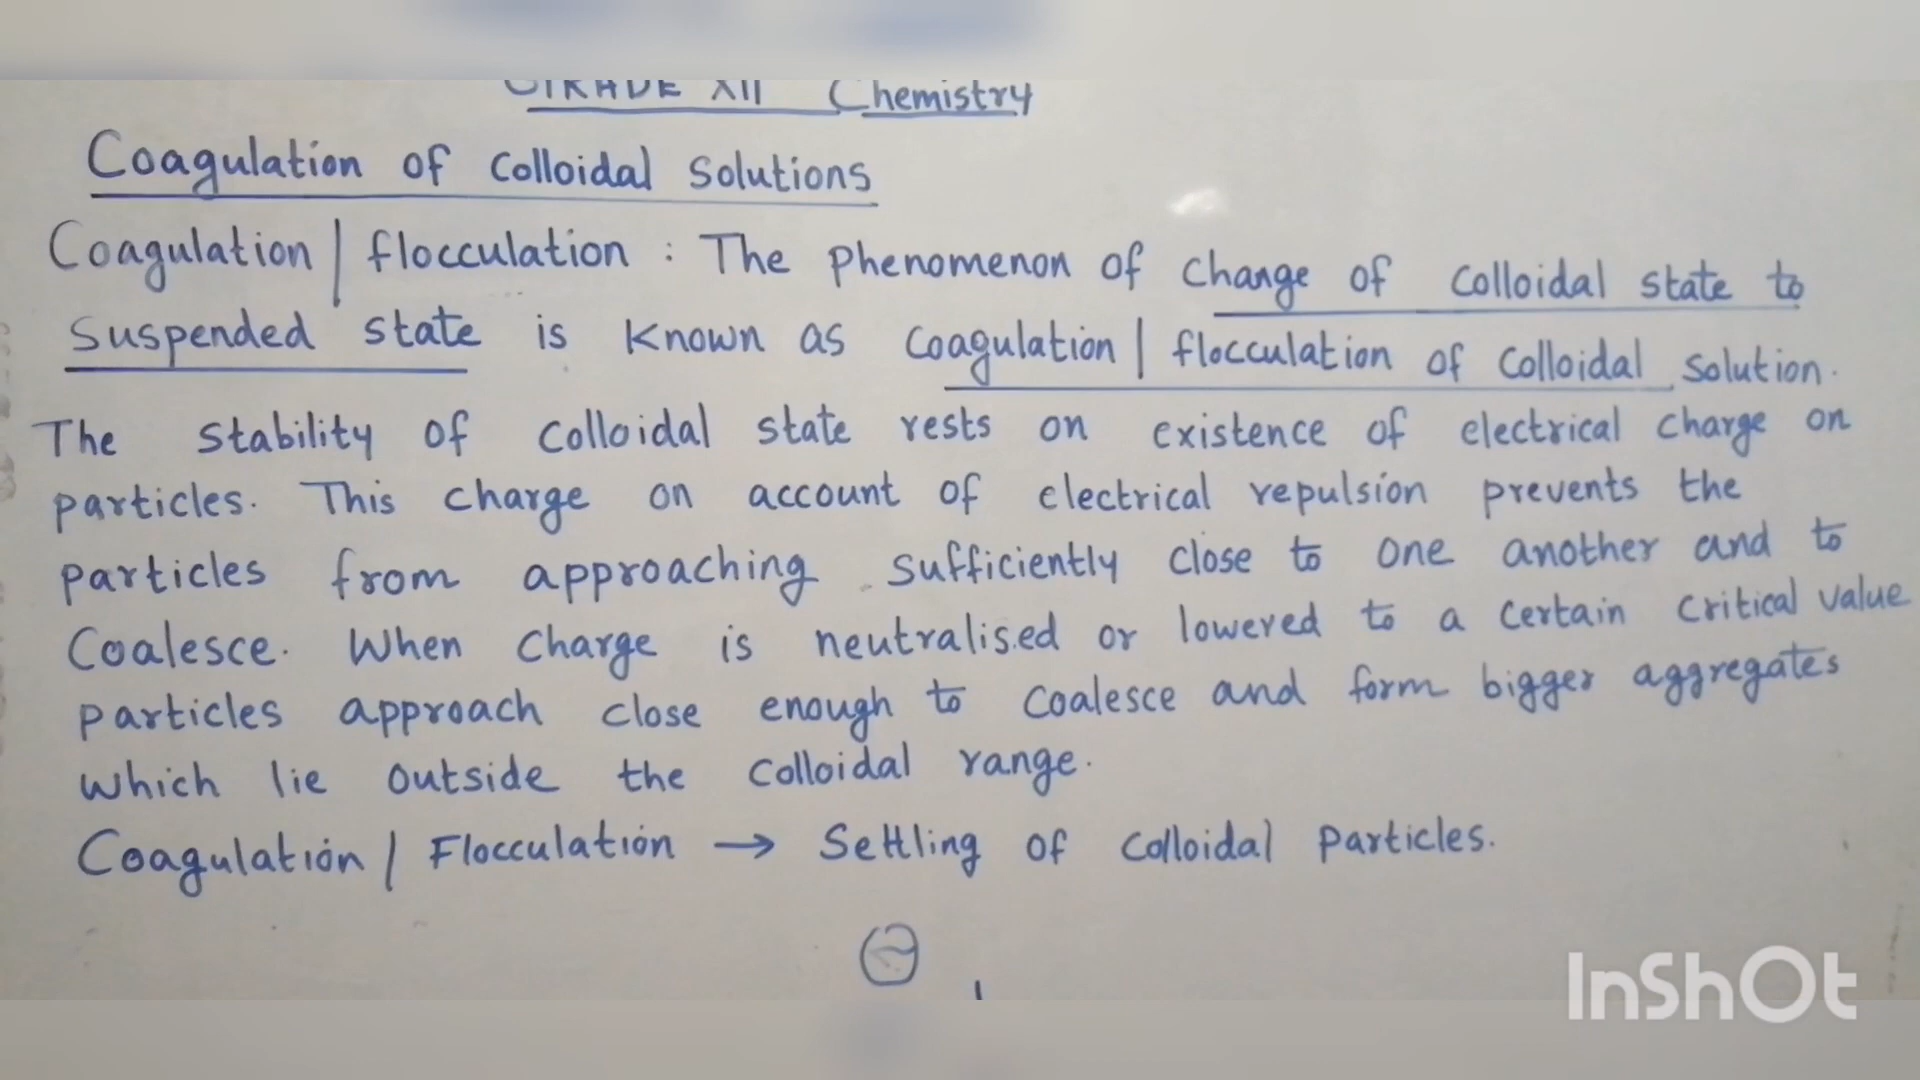 GRADE XII Chemistry
Coagulation of colloidal solutions
Coagulation / flocculation : The phenomenon of change of colloidal state to
suspended state is known as coagulation / flocculation of colloidal solution.
The stability of colloidal state rests on existence of electrical charge on
particles. This charge on account of electrical repulsion prevents the
particles from approaching sufficiently close to one another and to
coalesce. When charge is neutralised or lowered to a certain critical value
particles approach close enough to coalesce and form bigger aggregates
which lie outside the colloidal range.
Coagulation / Flocculation → Settling of colloidal particles.
InShOt